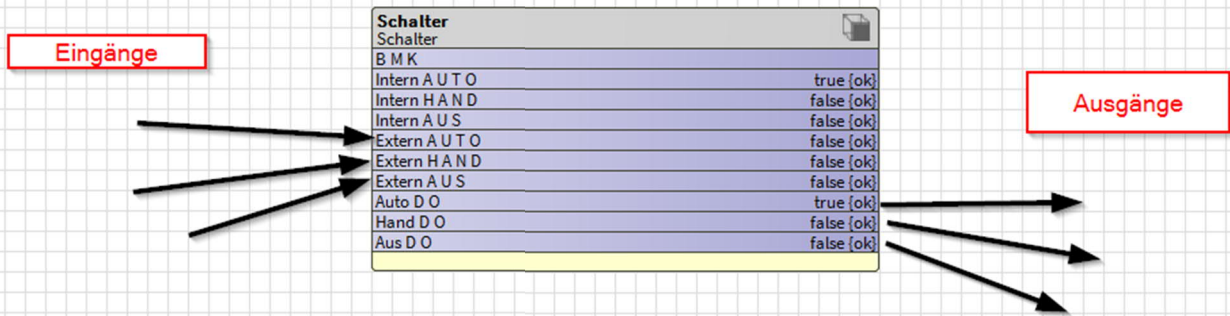 Eingänge
Schalter
Schalter
B M K
Intern A U T O true {ok}
Intern H A N D false {ok}
Intern A U S false {ok}
Extern A U T O false {ok}
Extern H A N D false {ok}
Extern A U S false {ok}
Auto D O true {ok}
Hand D O false {ok}
Aus D O false {ok}
Ausgänge